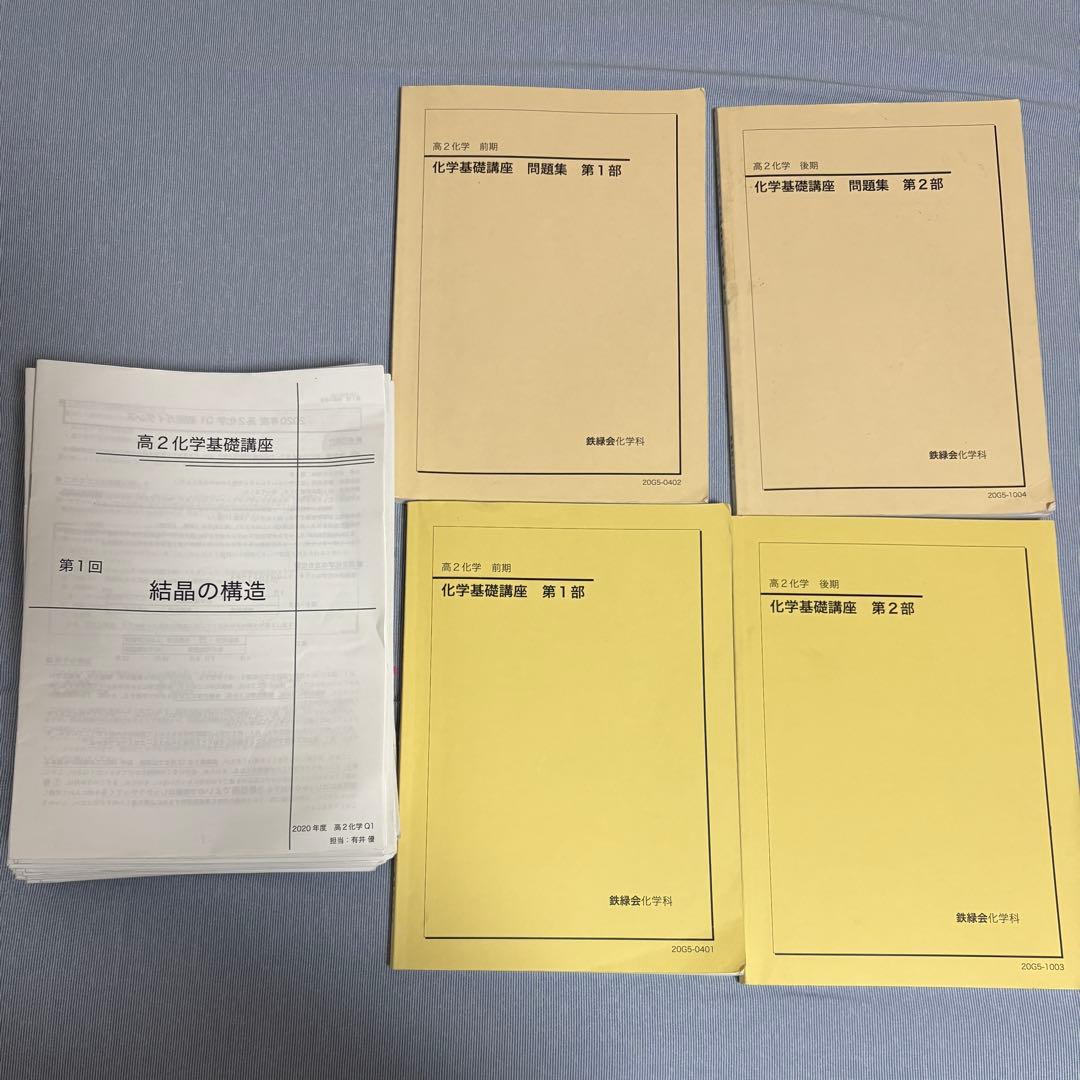 高2化学 前期
化学基礎講座 問題集 第1部
鉄緑会化学科
20G5-0402
高2化学 後期
化学基礎講座 問題集 第2部
鉄緑会化学科
20G5-1004
高2化学基礎講座
第1回
結晶の構造
2020年度 高2化学Q1
担当:有井 優
高2化学 前期
化学基礎講座 第1部
鉄緑会化学科
20G5-0401
高2化学 後期
化学基礎講座 第2部
鉄緑会化学科
20G5-1003